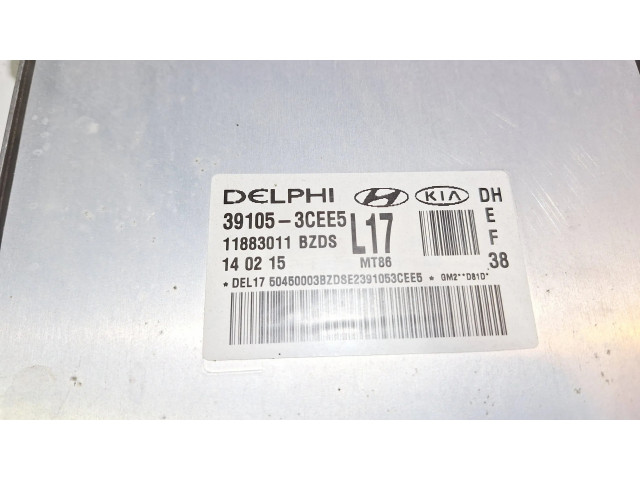 DELPHI KIA DH
39105-3CEE5 L17 E
11883011 BZDS F
14 02 15 MT86 38
*DEL17 50450003BZDSE2391053CEE5* GM2**D81D*